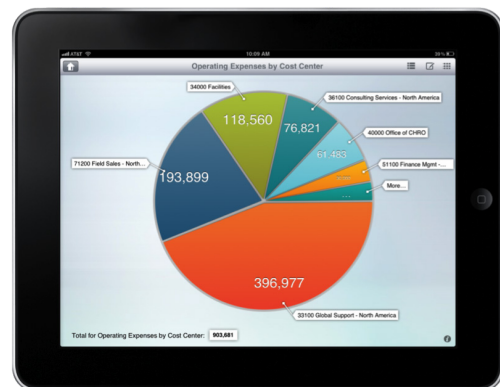 AT&T
10:09 AM
Operating Expenses by Cost Center
34000 Facilities
36100 Consulting Services - North America
118,560
76,821
40000 Office of CHRO
61,483
71200 Field Sales - North...
51100 Finance Mgmt -...
193,899
More...
396,977
33100 Global Support - North America
Total for Operating Expenses by Cost Center: 903,681